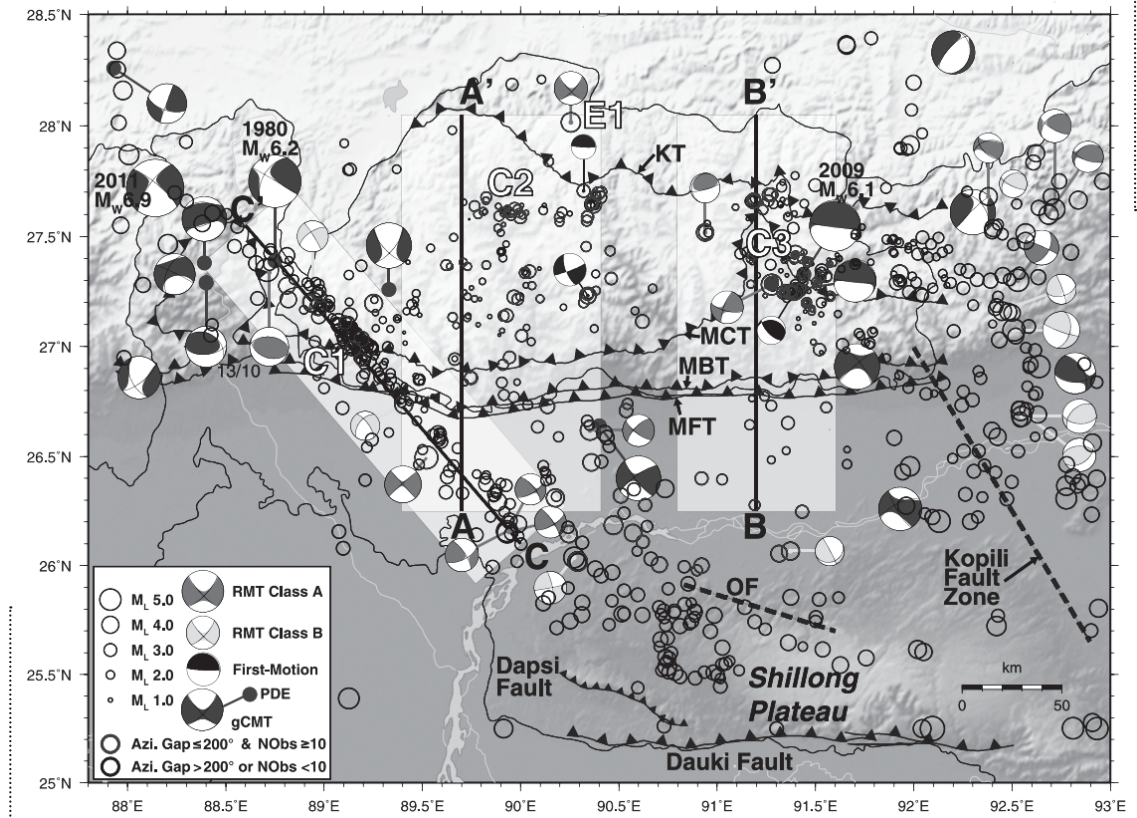 28.5°N
28°N
27.5°N
27°N
26.5°N
26°N
25.5°N
25°N
88°E
88.5°E
89°E
89.5°E
90°E
90.5°E
91°E
91.5°E
92°E
92.5°E
93°E
A'
B'
E1
1980
Mw6.2
KT
2011
Mw6.9
C'
C2
2009
Mw6.1
C3
MCT
C1
13/10
MBT
MFT
A
B
C
OF
Kopili
Fault
Zone
Dapsi
Fault
Shillong
Plateau
Dauki Fault
km
0
50
ML 5.0
ML 4.0
ML 3.0
ML 2.0
ML 1.0
RMT Class A
RMT Class B
First-Motion
PDE
gCMT
Azi. Gap ≤200° & NObs ≥10
Azi. Gap >200° or NObs <10